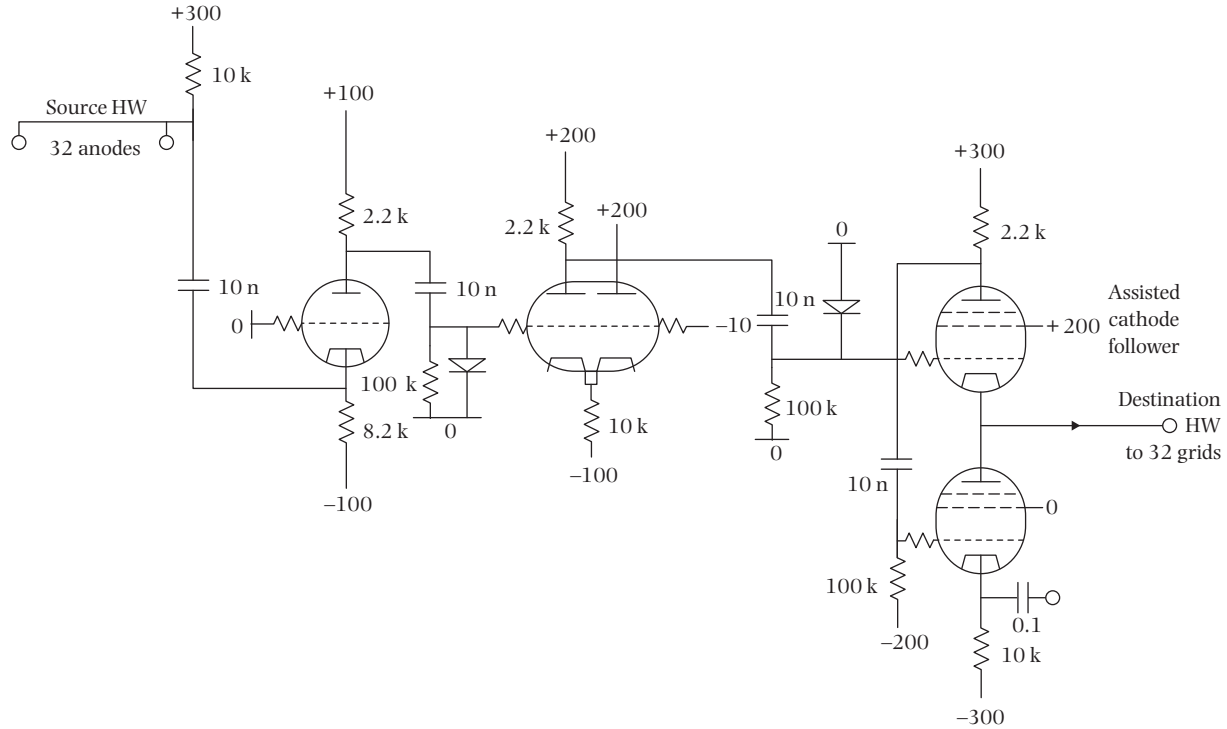 +300
10 k
Source HW
32 anodes
+100
2.2 k
10 n
0
10 n
100 k
0
8.2 k
–100
+200
+200
2.2 k
–10
10 k
–100
0
10 n
100 k
0
+300
2.2 k
Assisted
cathode
follower
+200
Destination
HW
to 32 grids
10 n
0
100 k
–200
0.1
10 k
–300